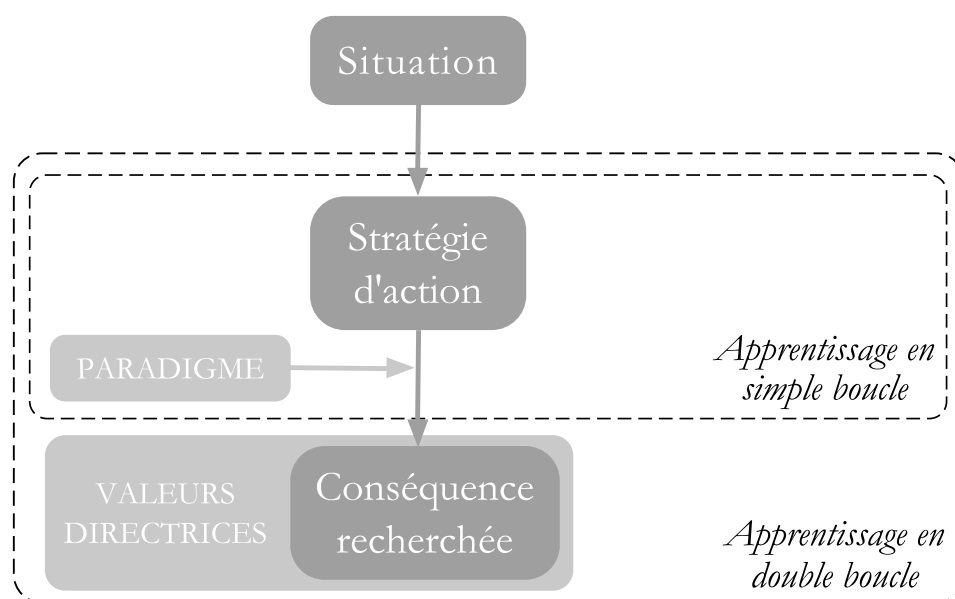 Situation
Stratégie
d'action
PARADIGME
Apprentissage en
simple boucle
VALEURS
DIRECTRICES
Conséquence
recherchée
Apprentissage en
double boucle